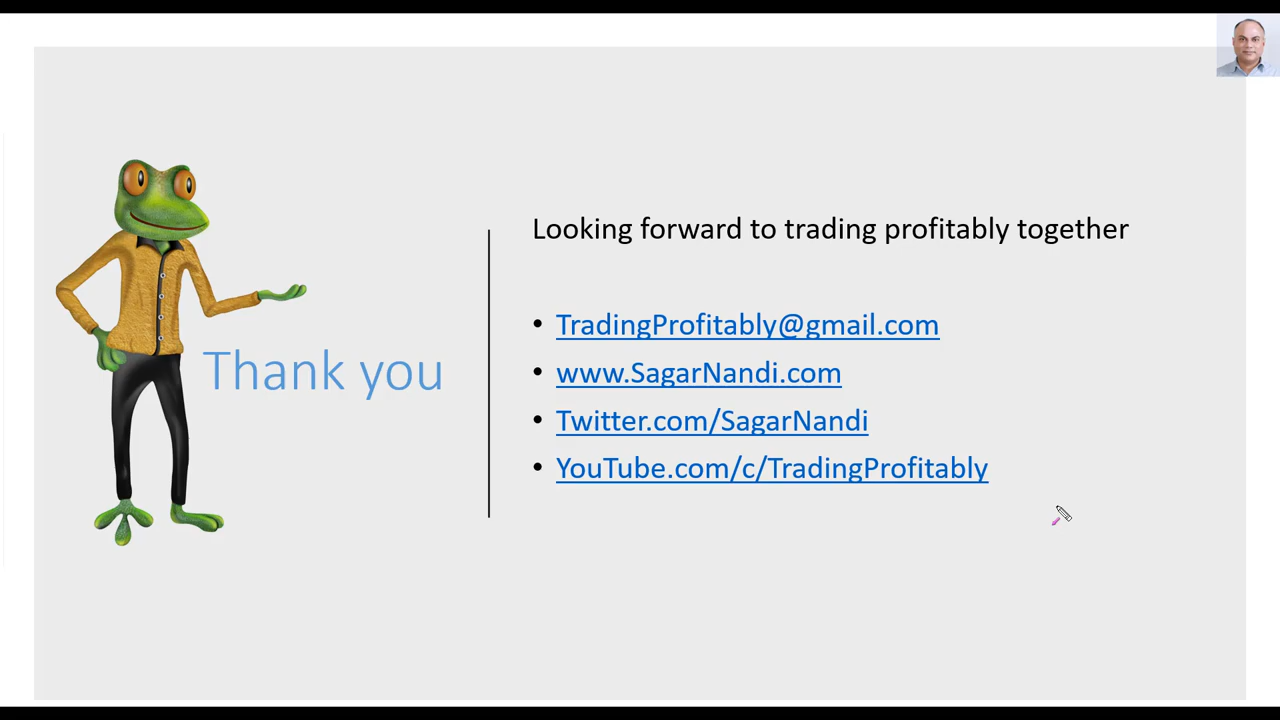 Looking forward to trading profitably together
• TradingProfitably@gmail.com
• www.SagarNandi.com
Thank you
• Twitter.com/SagarNandi
• YouTube.com/c/TradingProfitably